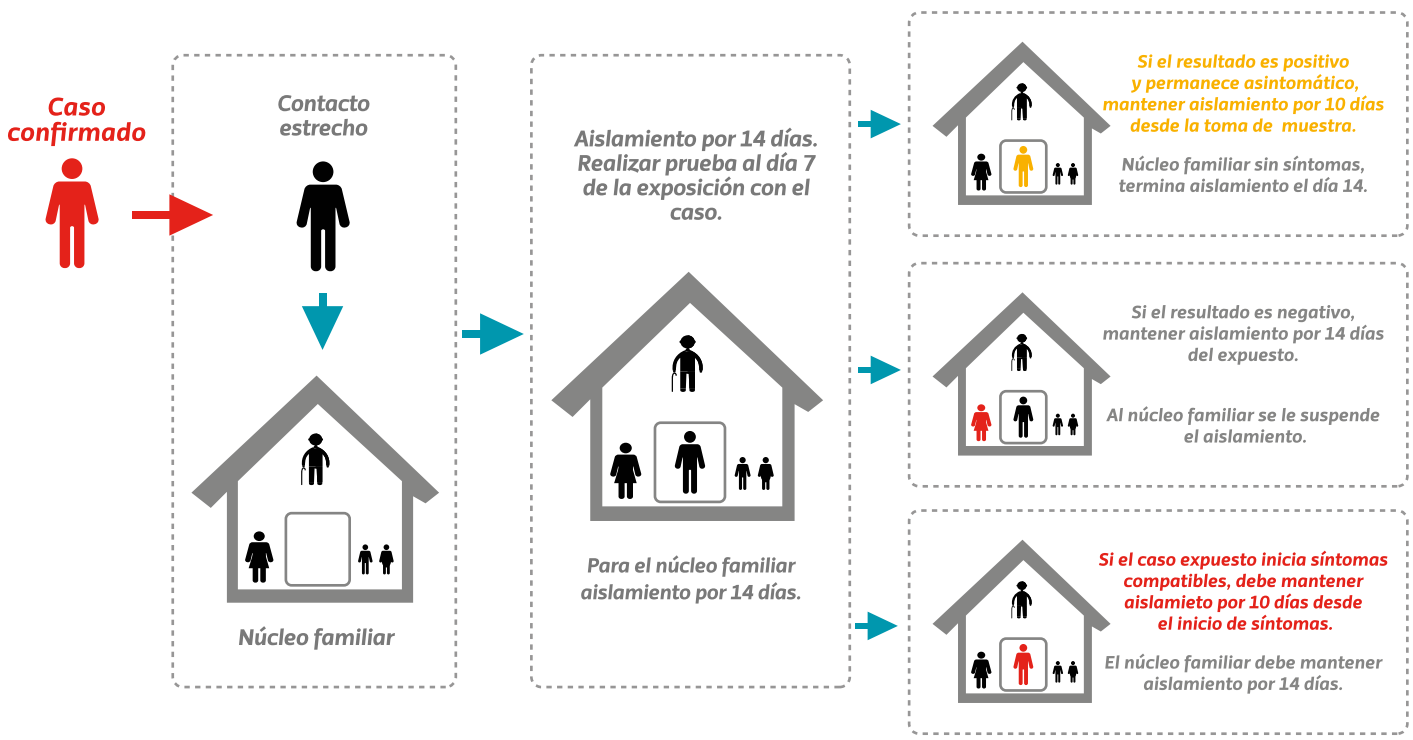 Caso
confirmado
Contacto
estrecho
Núcleo familiar
Aislamiento por 14 días.
Realizar prueba al día 7
de la exposición con el
caso.
Para el núcleo familiar
aislamiento por 14 días.
Si el resultado es positivo
y permanece asintomático,
mantener aislamiento por 10 días
desde la toma de muestra.
Núcleo familiar sin síntomas,
termina aislamiento el día 14.
Si el resultado es negativo,
mantener aislamiento por 14 días
del expuesto.
Al núcleo familiar se le suspende
el aislamiento.
Si el caso expuesto inicia síntomas
compatibles, debe mantener
aislamieto por 10 días desde
el inicio de síntomas.
El núcleo familiar debe mantener
aislamiento por 14 días.